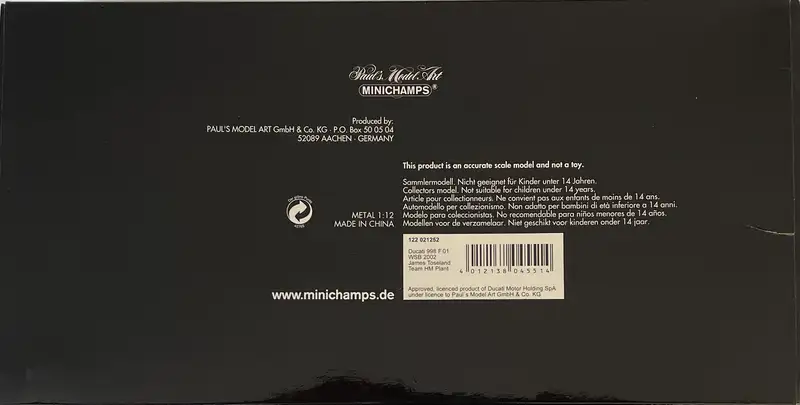 Paul's Model Art
MINICHAMPS®
Produced by:
PAUL'S MODEL ART GmbH & Co. KG · P.O. Box 50 05 04
52089 AACHEN · GERMANY
This product is an accurate scale model and not a toy.
Sammlermodell. Nicht geeignet für Kinder unter 14 Jahren.
Collectors model. Not suitable for children under 14 years.
Article pour collectionneurs. Ne convient pas aux enfants de moins de 14 ans.
Automodello per collezionismo. Non adatto per bambini di età inferiore a 14 anni.
Modelo para coleccionistas. No recomendable para niños menores de 14 años.
Modellen voor de verzamelaar. Niet geschikt voor kinderen onder 14 jaar.
METAL 1:12
MADE IN CHINA
122 021252
Ducati 998 F01
WSB 2002
James Toseland
Team HM Plant
4 012138 045514
Approved, licenced product of Ducati Motor Holding SpA
under licence to Paul's Model Art GmbH & Co. KG
www.minichamps.de